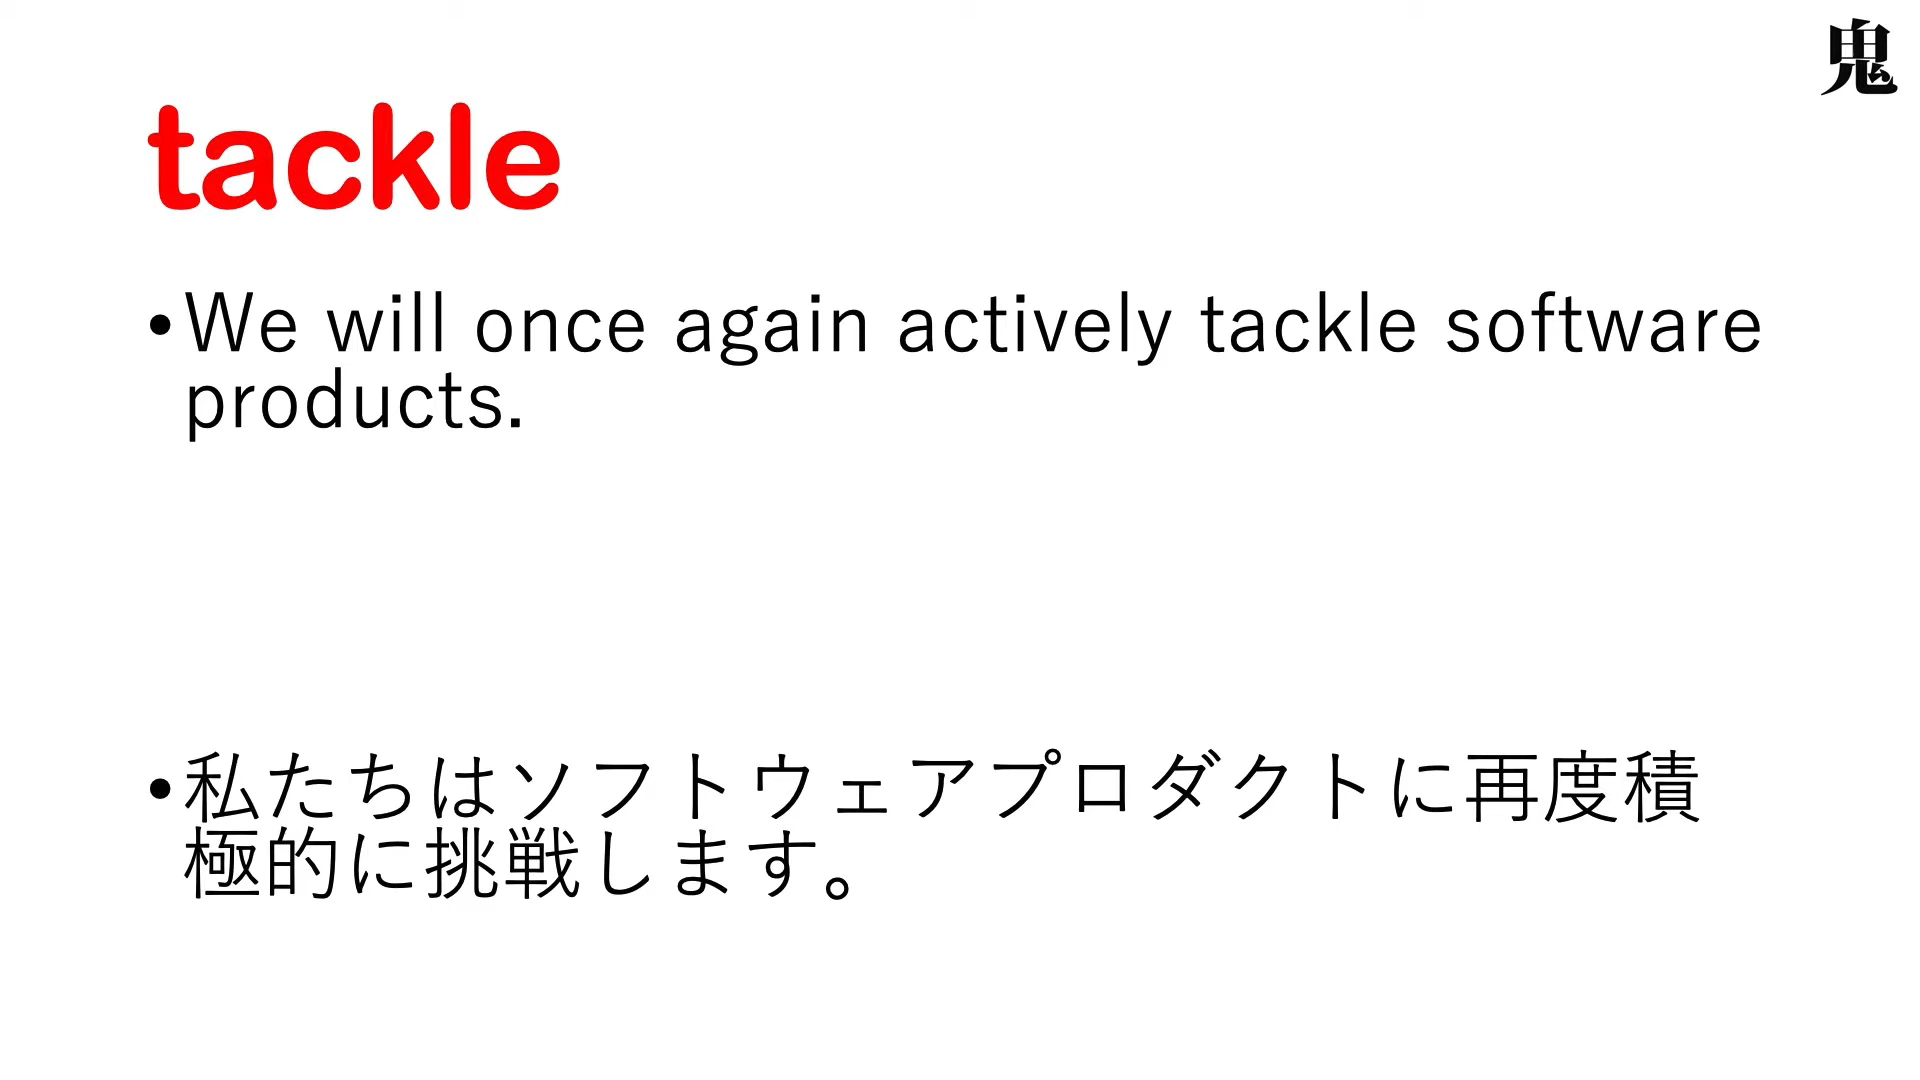 鬼
tackle
•We will once again actively tackle software
products.
•私たちはソフトウェアプロダクトに再度積
極的に挑戦します。